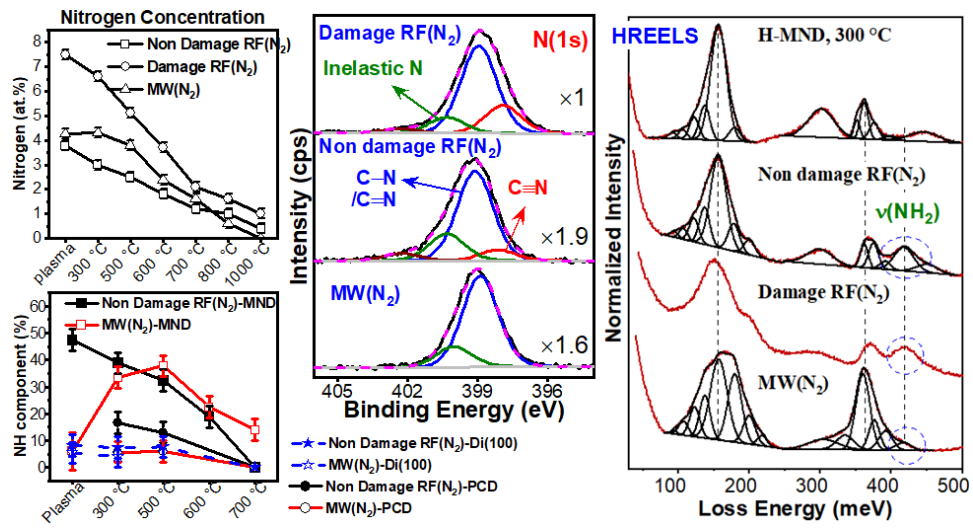 Nitrogen Concentration
Nitrogen (at.%)
8
7
6
5
4
3
2
1
0
Non Damage RF(N₂)
Damage RF(N₂)
MW(N₂)
Plasma
300 °C
500 °C
600 °C
700 °C
800 °C
1000 °C
NH component (%)
80
70
60
50
40
30
20
10
0
Non Damage RF(N₂)-MND
MW(N₂)-MND
Plasma
300 °C
500 °C
600 °C
700 °C
Intensity (cps)
Damage RF(N₂)
N(1s)
Inelastic N
×1
Non damage RF(N₂)
C−N
/C=N
C≡N
×1.9
MW(N₂)
×1.6
405
402
399
396
Binding Energy (eV)
Non Damage RF(N₂)-Di(100)
MW(N₂)-Di(100)
Non Damage RF(N₂)-PCD
MW(N₂)-PCD
Normalized Intensity
HREELS
H-MND, 300 °C
Non damage RF(N₂)
ν(NH₂)
Damage RF(N₂)
MW(N₂)
100
200
300
400
500
Loss Energy (meV)